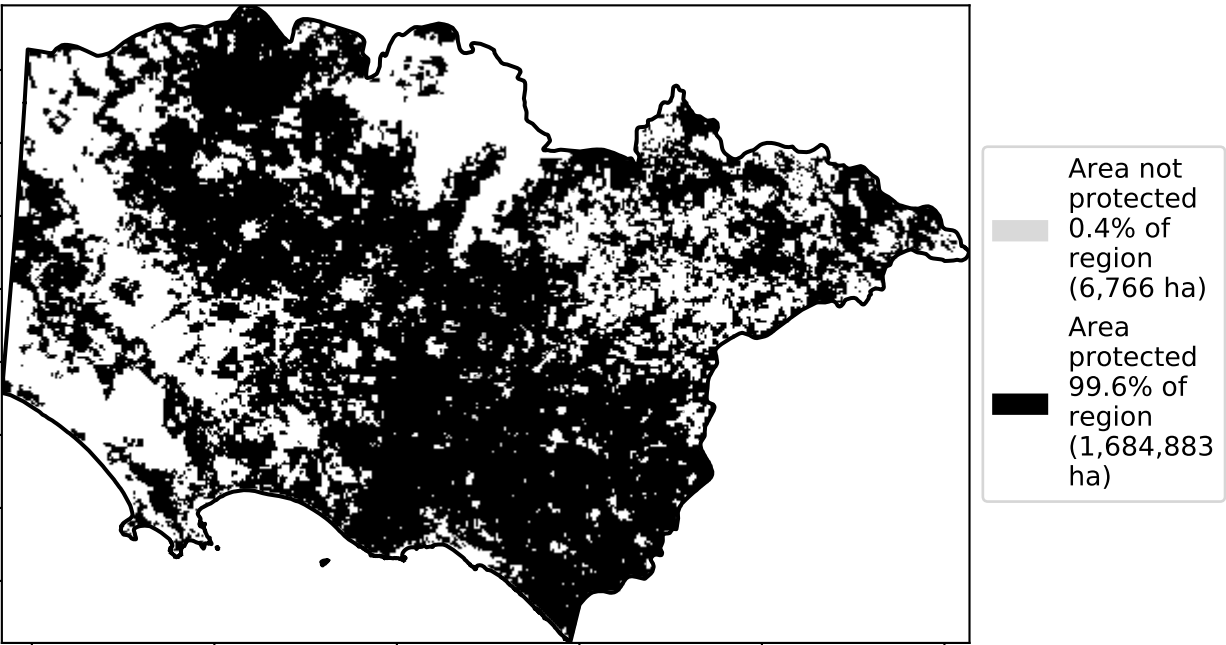 Area not
protected
0.4% of
region
(6,766 ha)
Area
protected
99.6% of
region
(1,684,883
ha)